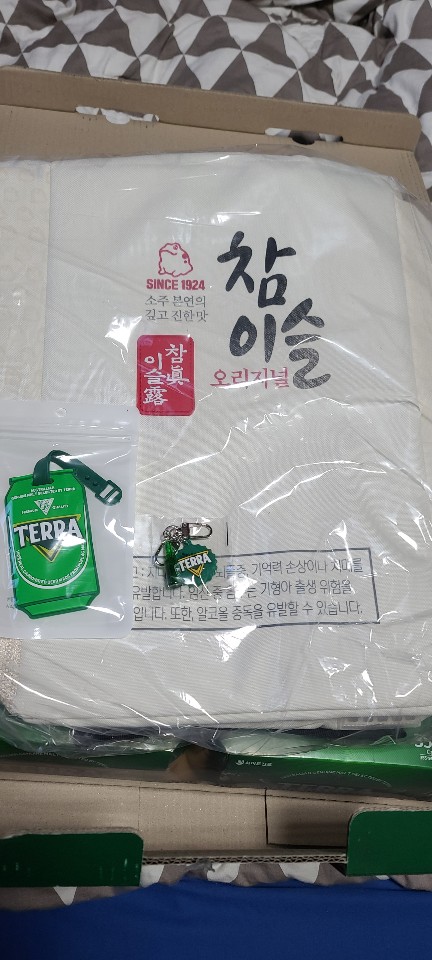 참
이슬
오리지널
SINCE 1924
소주 본연의
깊고 진한 맛
참眞
이슬露
TERRA
TERRA
기억력 손상이나 치매를
유발합니다.
기형아 출생 위험을
입니다. 또한, 알코올 중독을 유발할 수 있습니다.